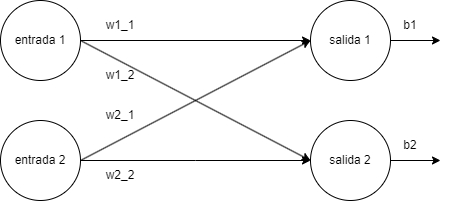 w1_1
b1
entrada 1
salida 1
w1_2
w2_1
b2
entrada 2
salida 2
w2_2